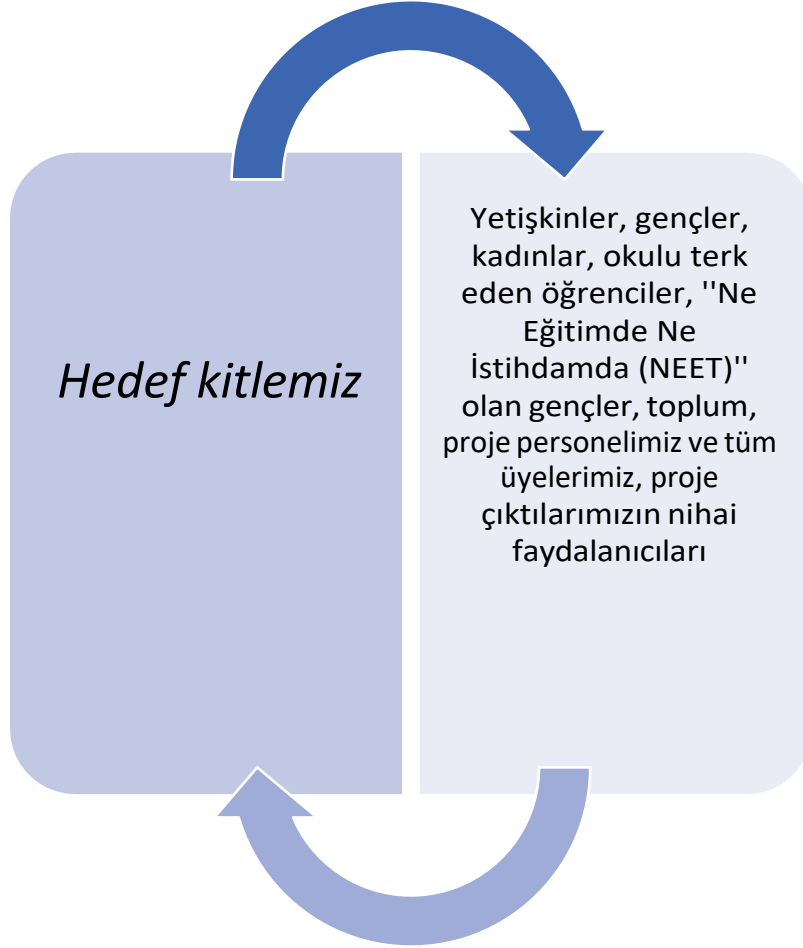 Hedef kitlemiz
Yetişkinler, gençler,
kadınlar, okulu terk
eden öğrenciler, ''Ne
Eğitimde Ne
İstihdamda (NEET)''
olan gençler, toplum,
proje personelimiz ve tüm
üyelerimiz, proje
çıktılarımızın nihai
faydalanıcıları